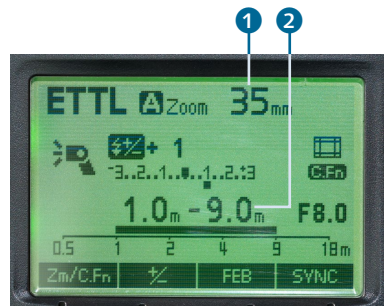 1 2
ETTL A Zoom 35mm
+ 1
C.Fn
-3..2..1..▾..1..2.:3
1.0m - 9.0m F8.0
0.5 1 2 4 9 18m
Zm/C.Fn +/- FEB SYNC